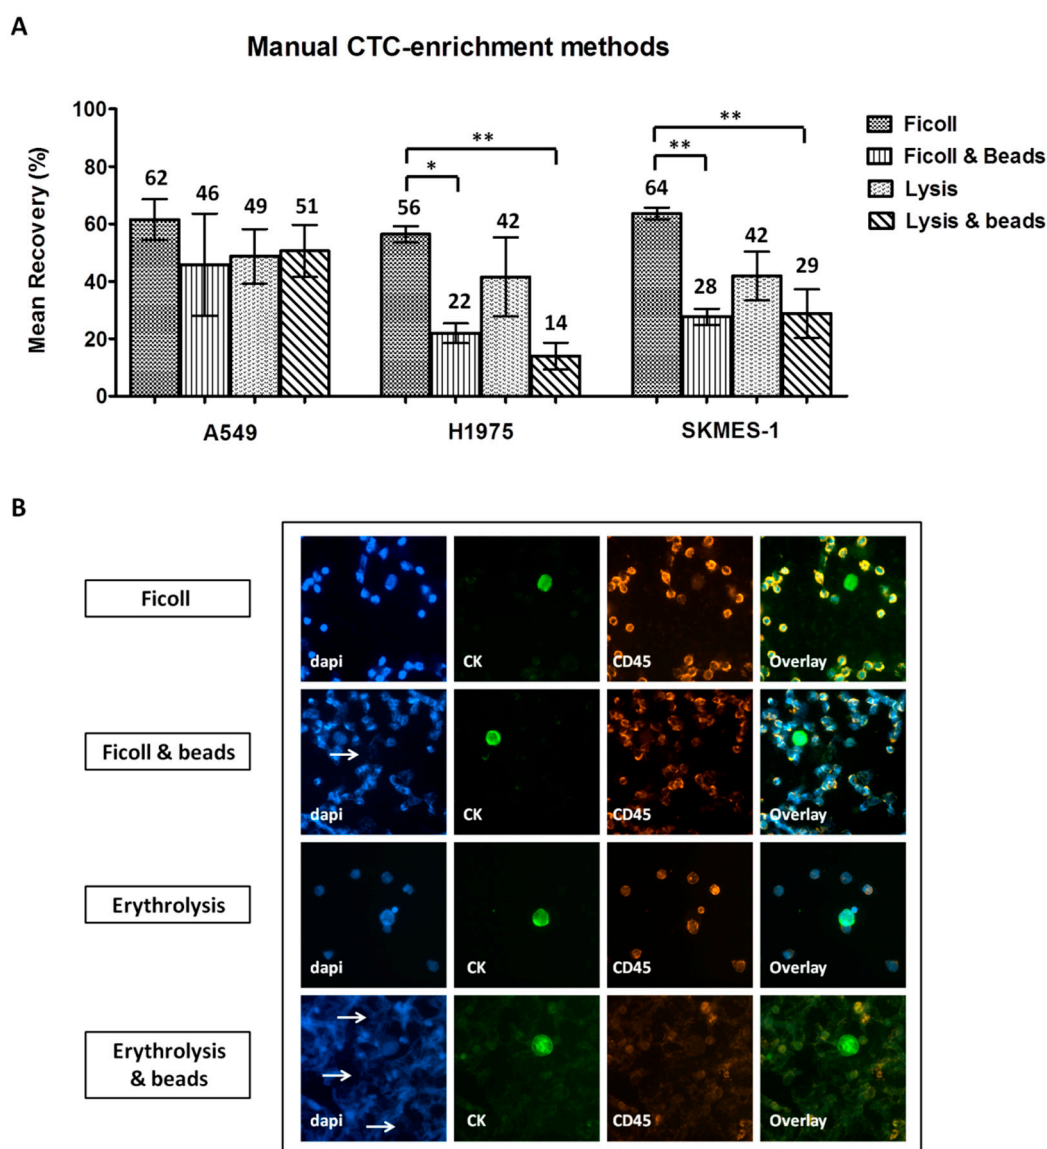 A
Manual CTC-enrichment methods
Mean Recovery (%)
100
80
60
40
20
0
62
46
49
51
56
22
42
14
64
28
42
29
*
**
**
**
A549
H1975
SKMES-1
Ficoll
Ficoll & Beads
Lysis
Lysis & beads
B
Ficoll
dapi
CK
CD45
Overlay
Ficoll & beads
dapi
CK
CD45
Overlay
Erythrolysis
dapi
CK
CD45
Overlay
Erythrolysis
& beads
dapi
CK
CD45
Overlay